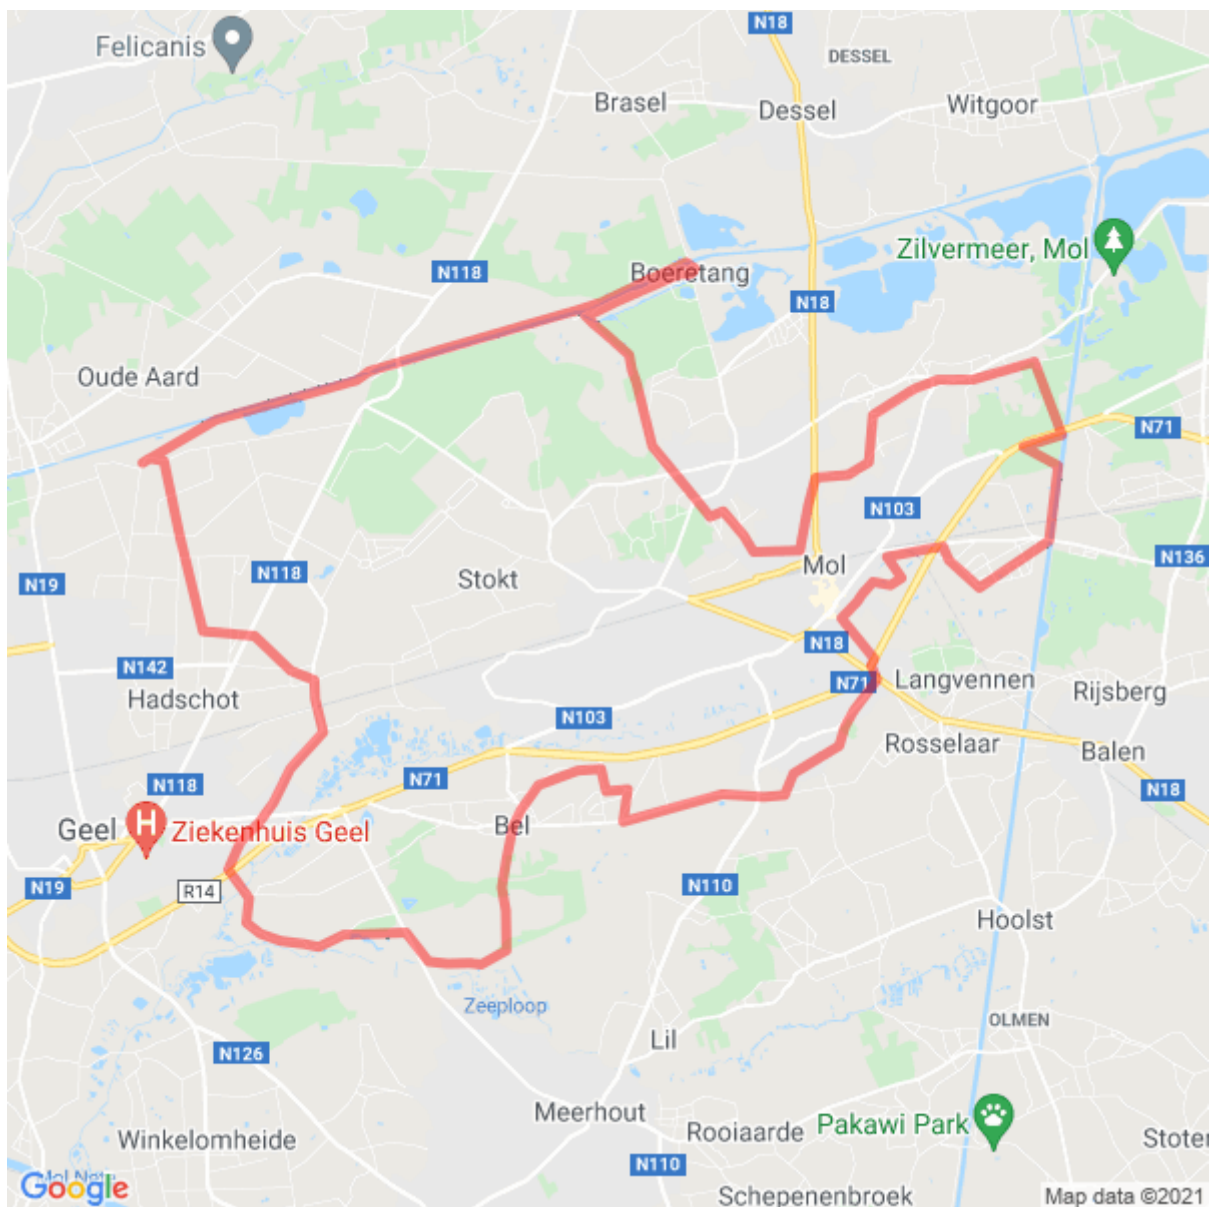 N18
Felicanis
DESSEL
Brasel
Dessel
Witgoor
Zilvermeer, Mol
N118
Boeretang
N18
Oude Aard
N71
N103
N136
N118
Mol
N19
Stokt
N18
N142
Hadschot
N71
Langvennen
Rijsberg
N103
Rosselaar
Balen
N71
N118
N18
Geel
H
Ziekenhuis Geel
Bel
N19
R14
N110
Hoolst
Zeeploop
OLMEN
Lil
N126
Meerhout
Pakawi Park
Winkelomheide
Rooiaarde
Stoter
N110
Mol Nete
Google
Schepenenbroek
Map data ©2021